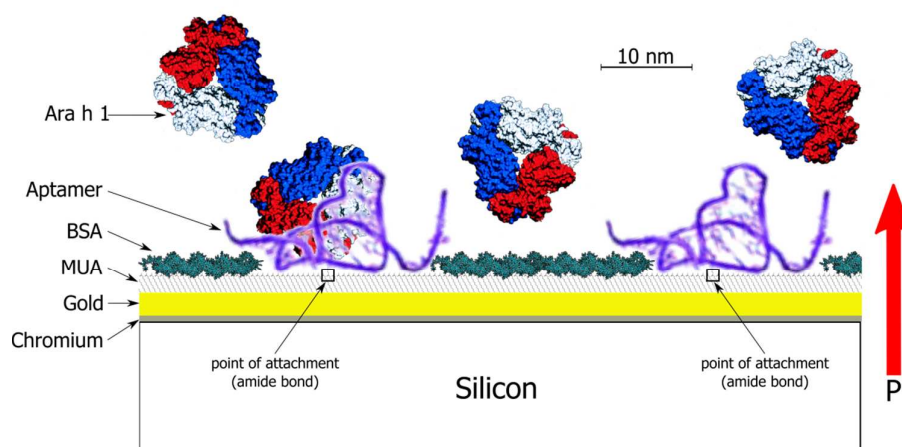 10 nm
Ara h 1
Aptamer
BSA
MUA
Gold
Chromium
point of attachment
(amide bond)
point of attachment
(amide bond)
Silicon
P